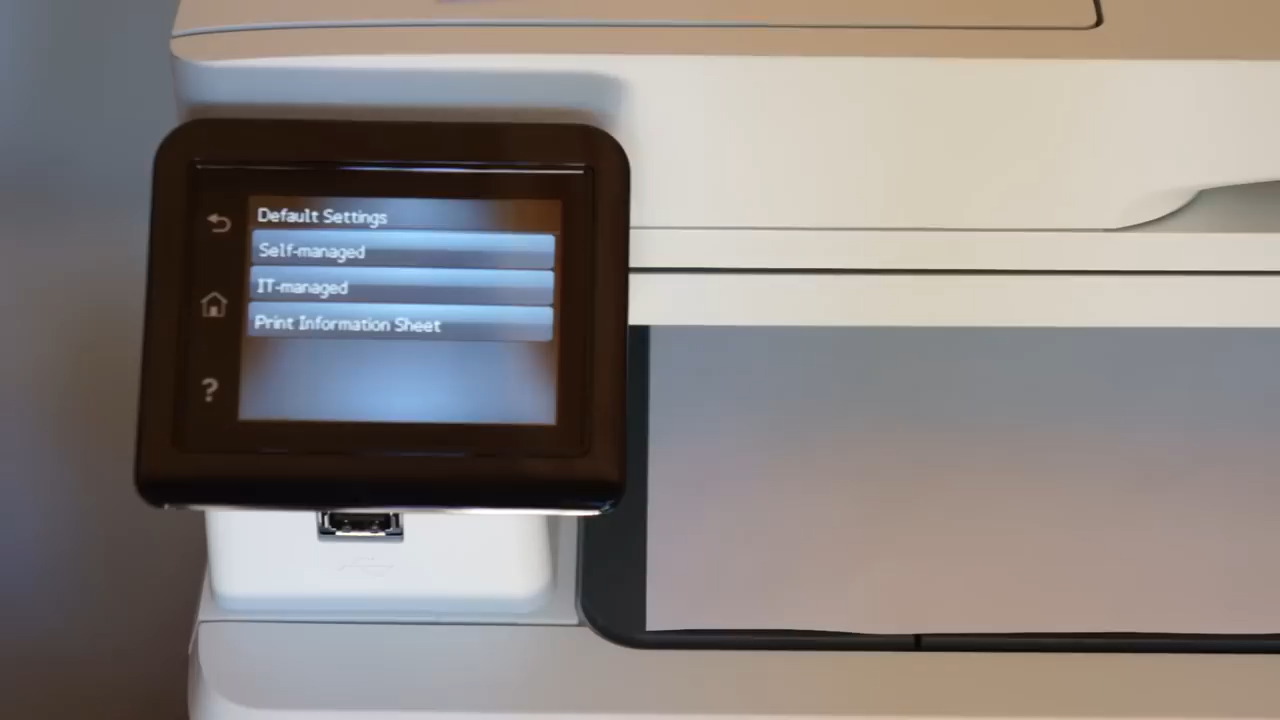 Default Settings
Self-managed
IT-managed
Print Information Sheet
?